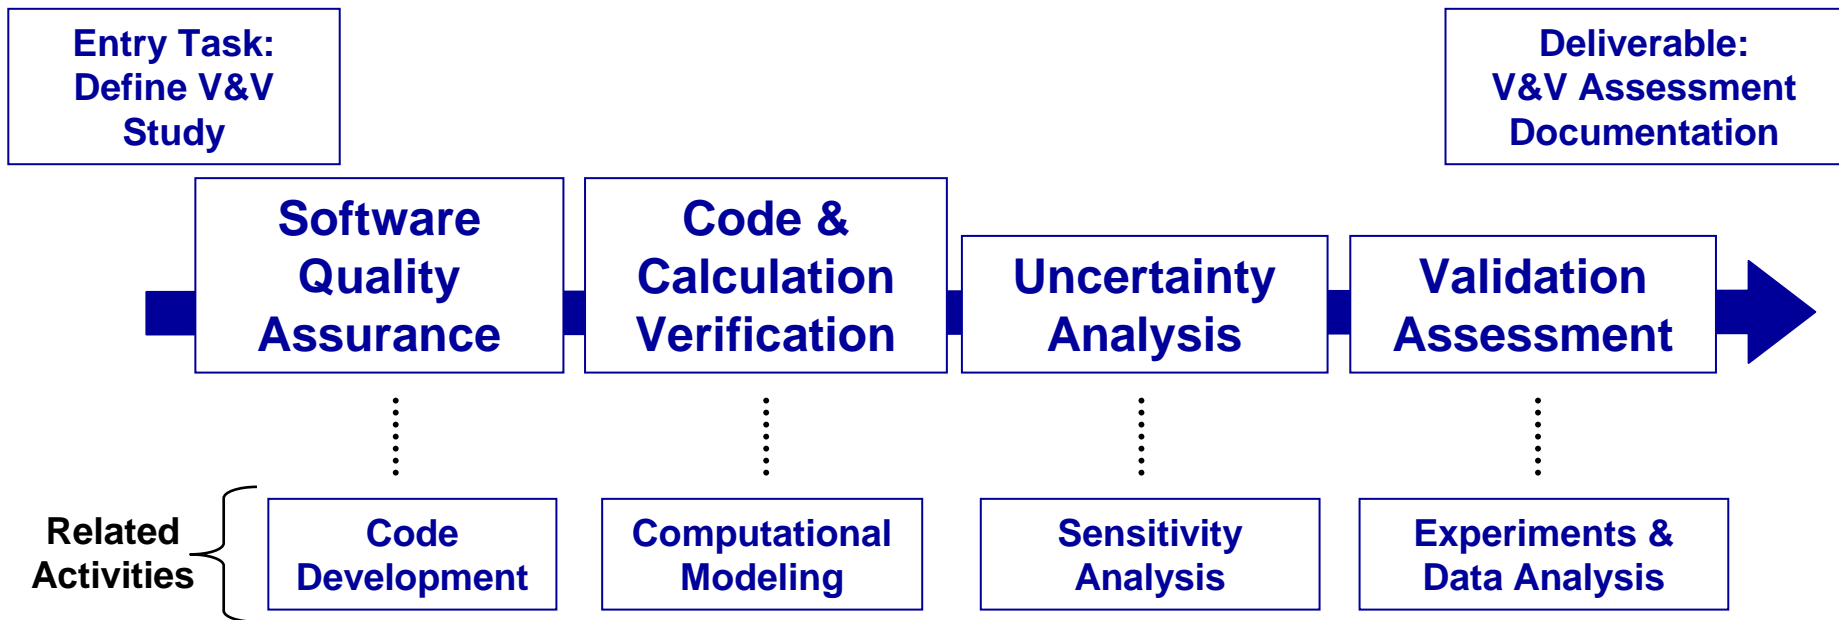 Entry Task:
Define V&V
Study
Deliverable:
V&V Assessment
Documentation
Software
Quality
Assurance
Code &
Calculation
Verification
Uncertainty
Analysis
Validation
Assessment
Related
Activities
Code
Development
Computational
Modeling
Sensitivity
Analysis
Experiments &
Data Analysis